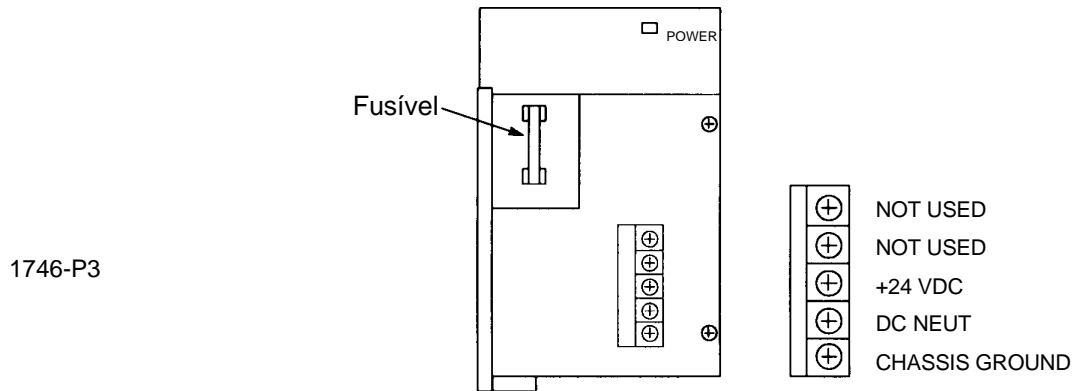 POWER
Fusível
1746-P3
NOT USED
NOT USED
+24 VDC
DC NEUT
CHASSIS GROUND